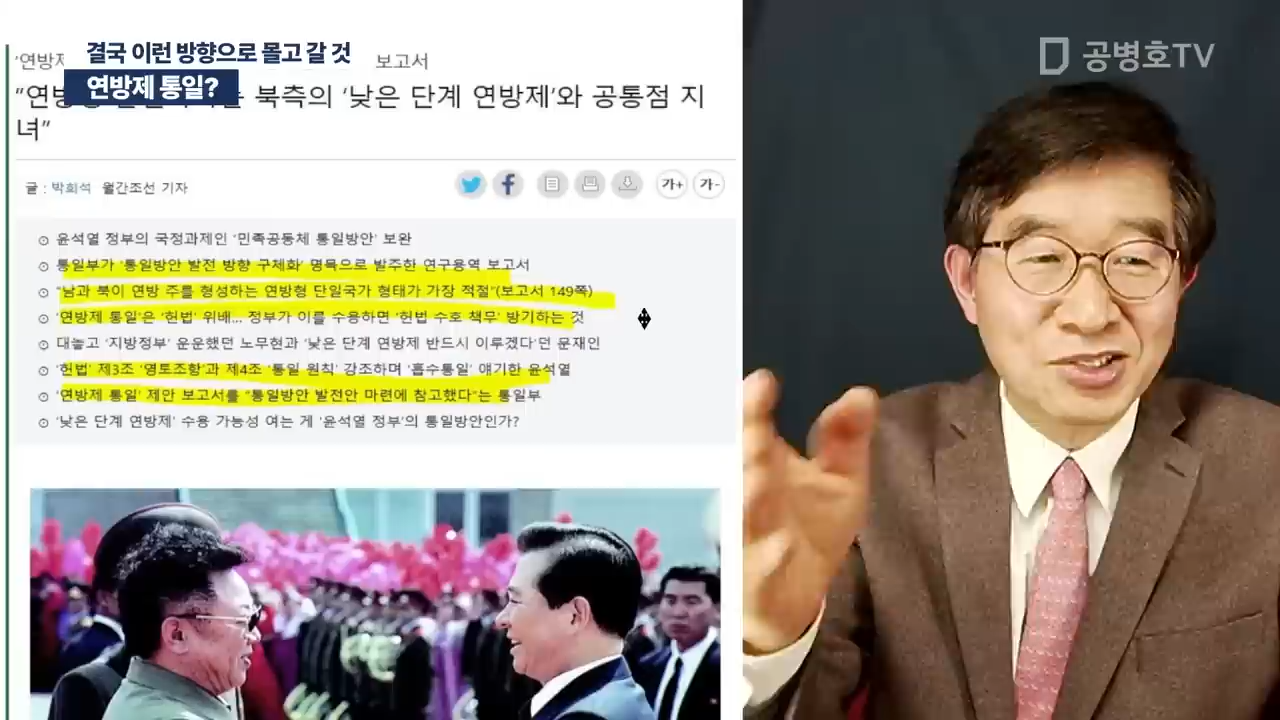 결국 이런 방향으로 몰고 갈 것
연방제 통일?
공병호TV
'연방제 보고서
"연방 북측의 '낮은 단계 연방제'와 공통점 지
녀"
글 : 박희석 월간조선 기자
가+ 가-
윤석열 정부의 국정과제인 '민족공동체 통일방안' 보완
통일부가 '통일방안 발전 방향 구체화' 명목으로 발주한 연구용역 보고서
"남과 북이 연방 주를 형성하는 연방형 단일국가 형태가 가장 적절"(보고서 149쪽)
'연방제 통일'은 '헌법' 위배... 정부가 이를 수용하면 '헌법 수호 책무' 방기하는 것
대놓고 '지방정부' 운운했던 노무현과 '낮은 단계 연방제 반드시 이루겠다'던 문재인
'헌법' 제3조 '영토조항'과 제4조 '통일 원칙' 강조하며 '흡수통일' 얘기한 윤석열
'연방제 통일' 제안 보고서를 "통일방안 발전안 마련에 참고했다"는 통일부
'낮은 단계 연방제' 수용 가능성 여는 게 '윤석열 정부'의 통일방안인가?